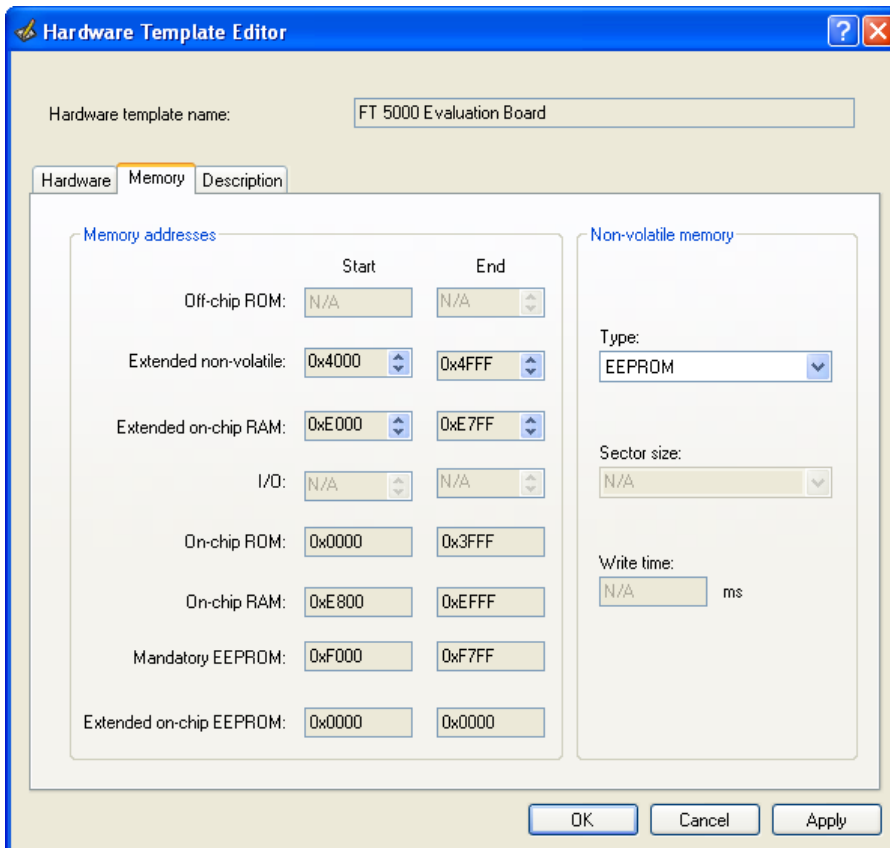 Hardware Template Editor
Hardware template name: FT 5000 Evaluation Board
Hardware Memory Description
Memory addresses
Start End
Off-chip ROM: N/A N/A
Extended non-volatile: 0x4000 0x4FFF
Extended on-chip RAM: 0xE000 0xE7FF
I/O: N/A N/A
On-chip ROM: 0x0000 0x3FFF
On-chip RAM: 0xE800 0xEFFF
Mandatory EEPROM: 0xF000 0xF7FF
Extended on-chip EEPROM: 0x0000 0x0000
Non-volatile memory
Type:
EEPROM
Sector size:
N/A
Write time:
N/A ms
OK Cancel Apply